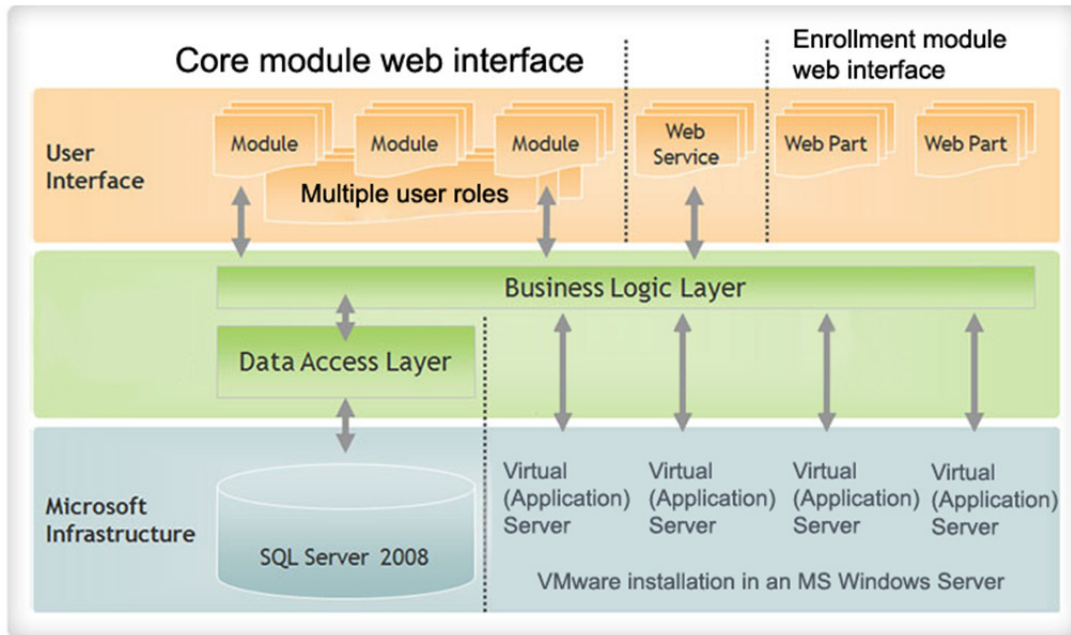 Core module web interface
Enrollment module
web interface
User
Interface
Module
Module
Module
Multiple user roles
Web
Service
Web Part
Web Part
Business Logic Layer
Data Access Layer
Microsoft
Infrastructure
SQL Server 2008
Virtual
(Application)
Server
Virtual
(Application)
Server
Virtual
(Application)
Server
Virtual
(Application)
Server
VMware installation in an MS Windows Server